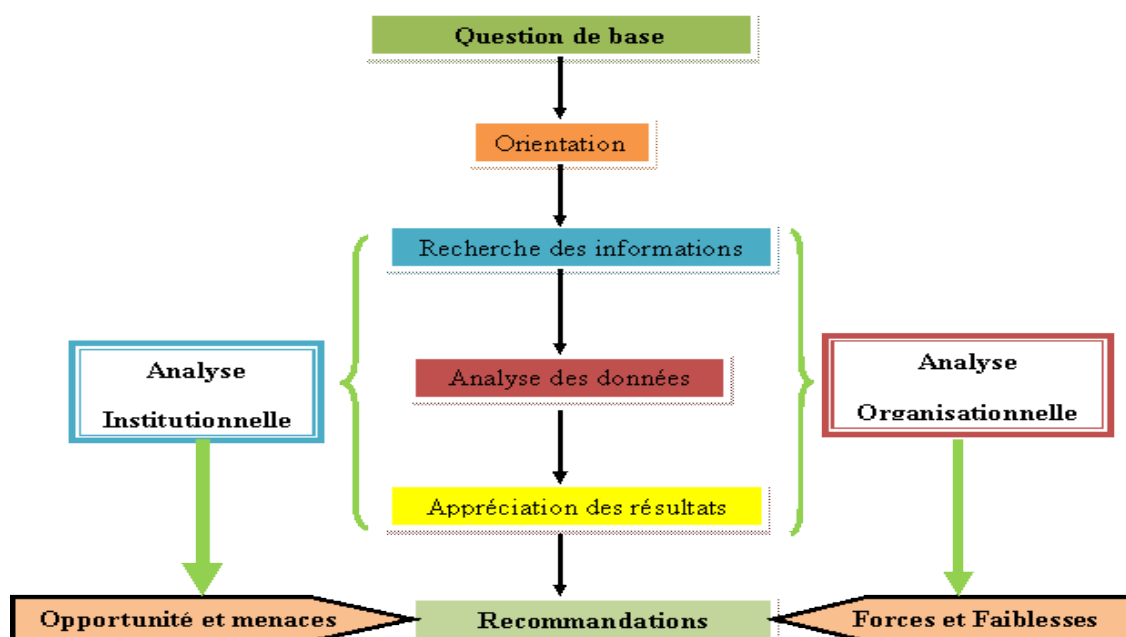 Question de base
Orientation
Recherche des informations
Analyse
Institutionnelle
Analyse des données
Analyse
Organisationnelle
Appréciation des résultats
Opportunité et menaces
Recommandations
Forces et Faiblesses